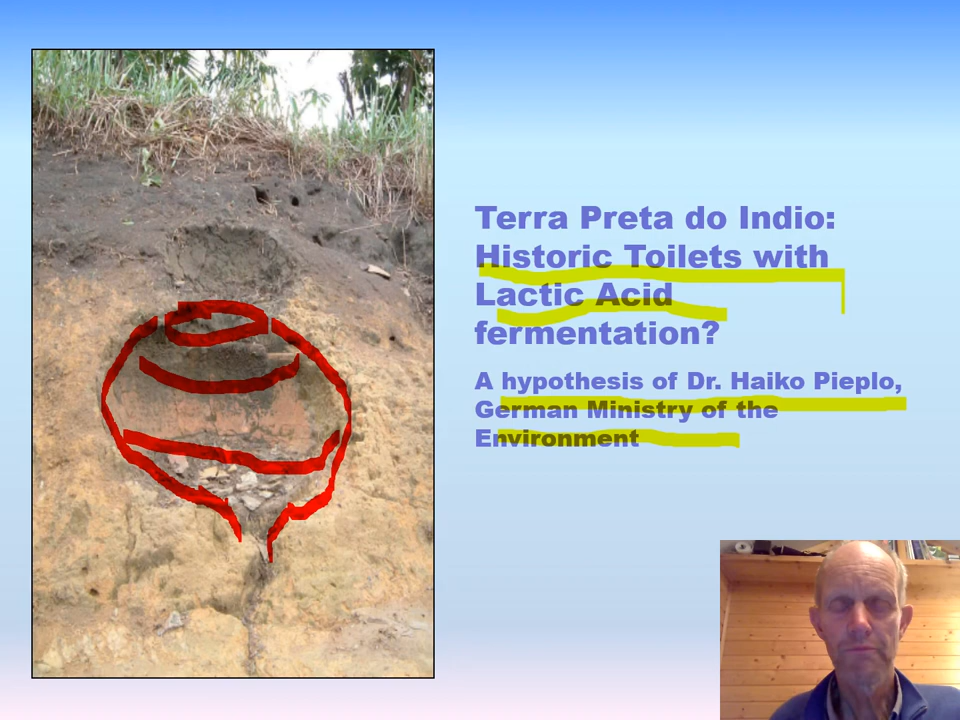 Terra Preta do Indio:
Historic Toilets with
Lactic Acid
fermentation?
A hypothesis of Dr. Haiko Pieplo,
German Ministry of the
Environment